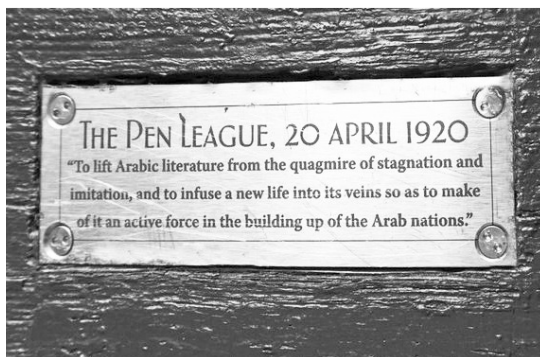 THE PEN LEAGUE, 20 APRIL 1920
“To lift Arabic literature from the quagmire of stagnation and
imitation, and to infuse a new life into its veins so as to make
of it an active force in the building up of the Arab nations.”